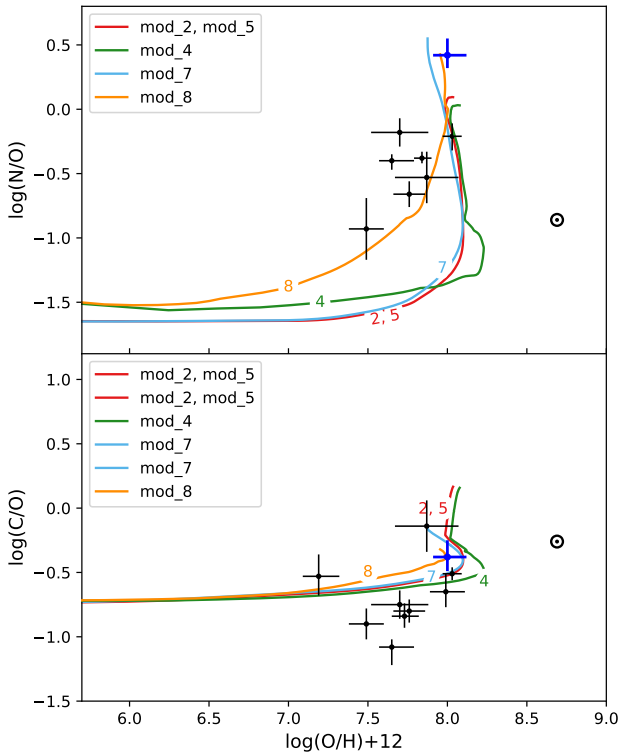 0.5
0.0
−0.5
−1.0
−1.5
log(N/O)
mod_2, mod_5
mod_4
mod_7
mod_8
8
4
7
2, 5
1.0
0.5
0.0
−0.5
−1.0
−1.5
log(C/O)
mod_2, mod_5
mod_2, mod_5
mod_4
mod_7
mod_7
mod_8
2, 5
8
7
4
6.0 6.5 7.0 7.5 8.0 8.5 9.0
log(O/H)+12